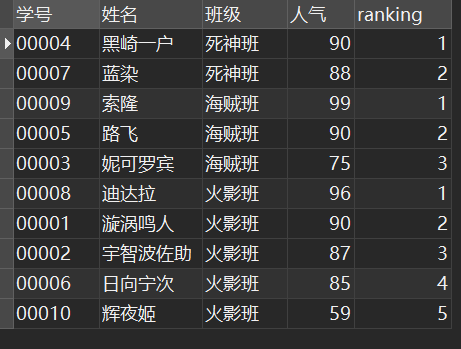 学号 姓名 班级 人气 ranking
00004 黑崎一户 死神班 90 1
00007 蓝染 死神班 88 2
00009 索隆 海贼班 99 1
00005 路飞 海贼班 90 2
00003 妮可罗宾 海贼班 75 3
00008 迪达拉 火影班 96 1
00001 漩涡鸣人 火影班 90 2
00002 宇智波佐助 火影班 87 3
00006 日向宁次 火影班 85 4
00010 辉夜姬 火影班 59 5